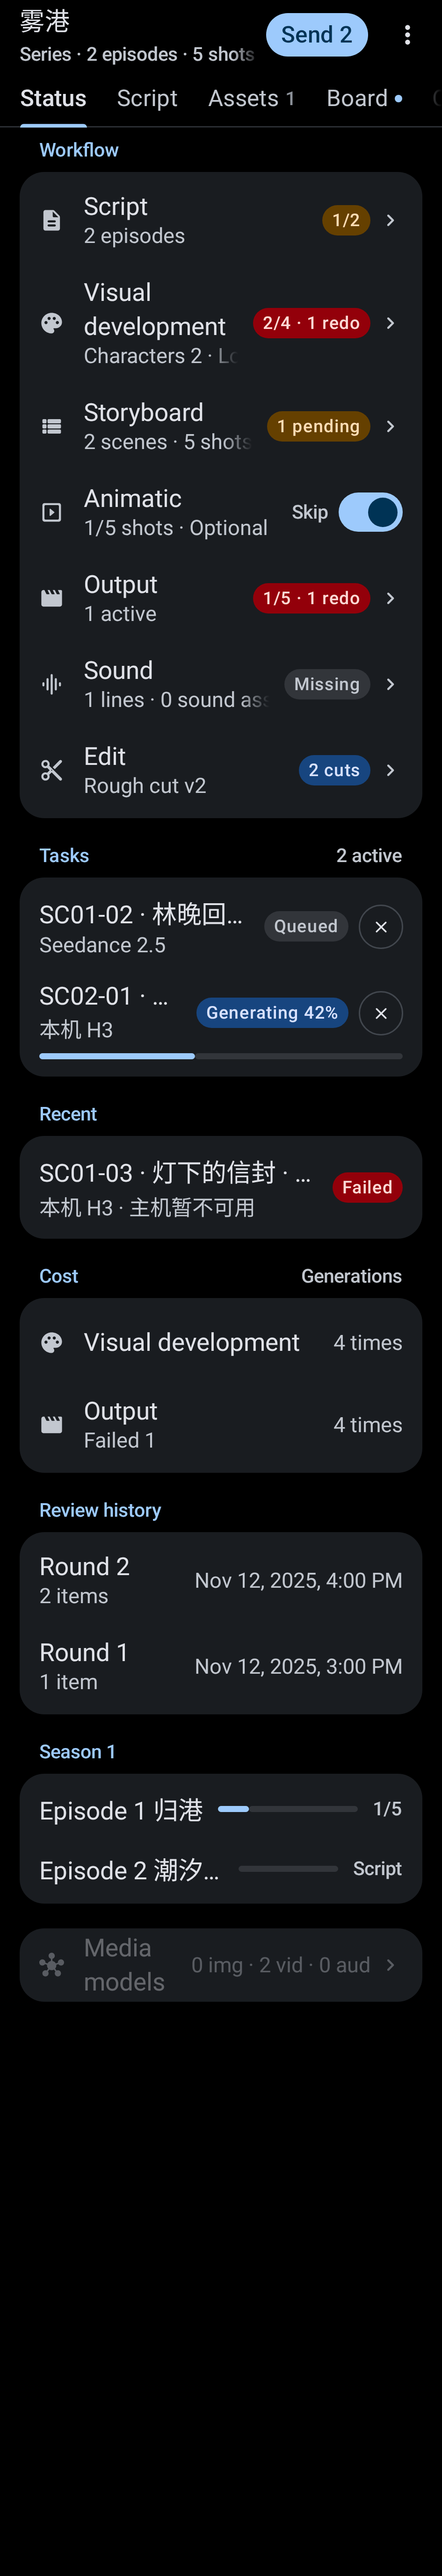 雾港
Send 2
Series · 2 episodes · 5 shots
Status Script Assets 1 Board
Workflow
Script
2 episodes
1/2
Visual
development
Characters 2 ·
2/4 · 1 redo
Storyboard
2 scenes · 5 shots
1 pending
Animatic
1/5 shots · Optional
Skip
Output
1 active
1/5 · 1 redo
Sound
1 lines · 0 sound
Missing
Edit
Rough cut v2
2 cuts
Tasks
2 active
SC01-02 · 林晚回…
Seedance 2.5
Queued
SC02-01 · …
本机 H3
Generating 42%
Recent
SC01-03 · 灯下的信封 · …
本机 H3 · 主机暂不可用
Failed
Cost
Generations
Visual development
4 times
Output
Failed 1
4 times
Review history
Round 2
2 items
Nov 12, 2025, 4:00 PM
Round 1
1 item
Nov 12, 2025, 3:00 PM
Season 1
Episode 1 归港
1/5
Episode 2 潮汐…
Script
Media
models
0 img · 2 vid · 0 aud